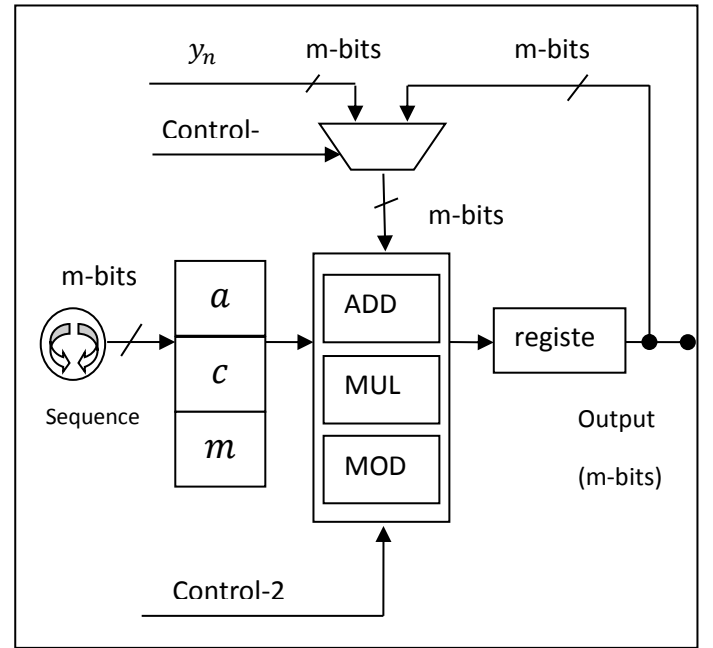 yₙ
m-bits
m-bits
Control-
m-bits
m-bits
a
c
m
ADD
MUL
MOD
registe
Sequence
Output
(m-bits)
Control-2